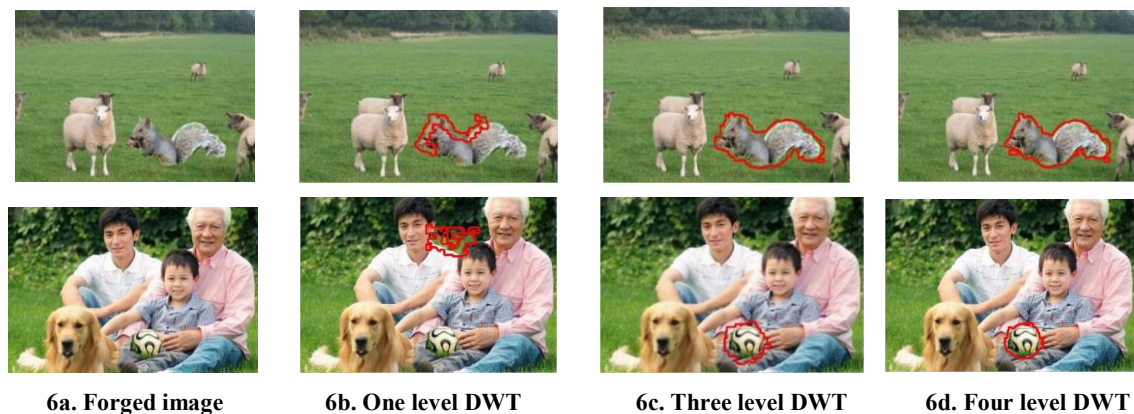 6a. Forged image
6b. One level DWT
6c. Three level DWT
6d. Four level DWT